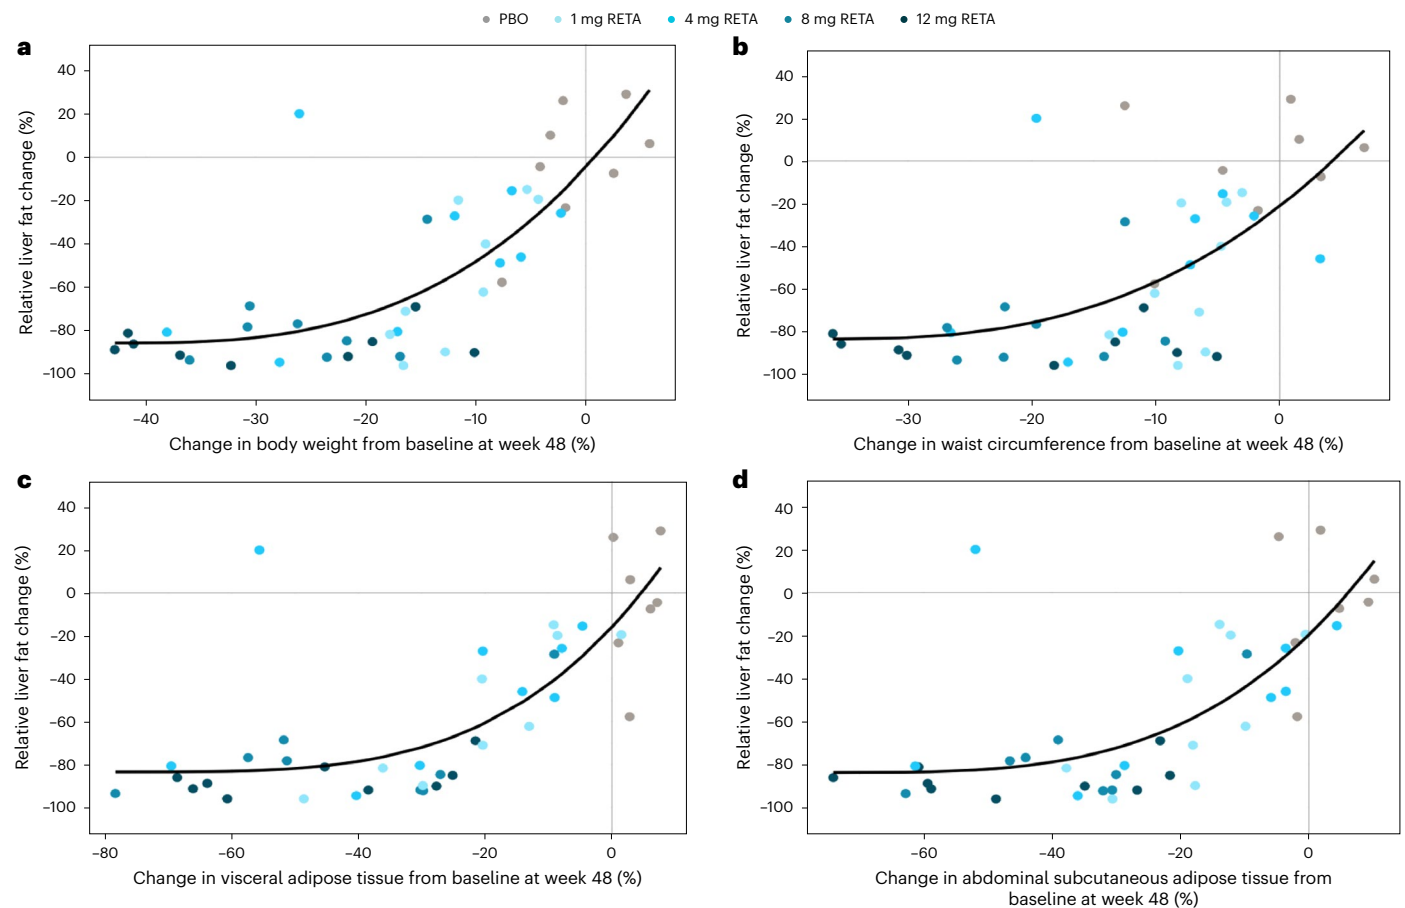 PBO 1 mg RETA 4 mg RETA 8 mg RETA 12 mg RETA
a
Relative liver fat change (%)
40
20
0
−20
−40
−60
−80
−100
−40 −30 −20 −10 0
Change in body weight from baseline at week 48 (%)
b
Relative liver fat change (%)
40
20
0
−20
−40
−60
−80
−100
−30 −20 −10 0
Change in waist circumference from baseline at week 48 (%)
c
Relative liver fat change (%)
40
20
0
−20
−40
−60
−80
−100
−80 −60 −40 −20 0
Change in visceral adipose tissue from baseline at week 48 (%)
d
Relative liver fat change (%)
40
20
0
−20
−40
−60
−80
−100
−60 −40 −20 0
Change in abdominal subcutaneous adipose tissue from
baseline at week 48 (%)